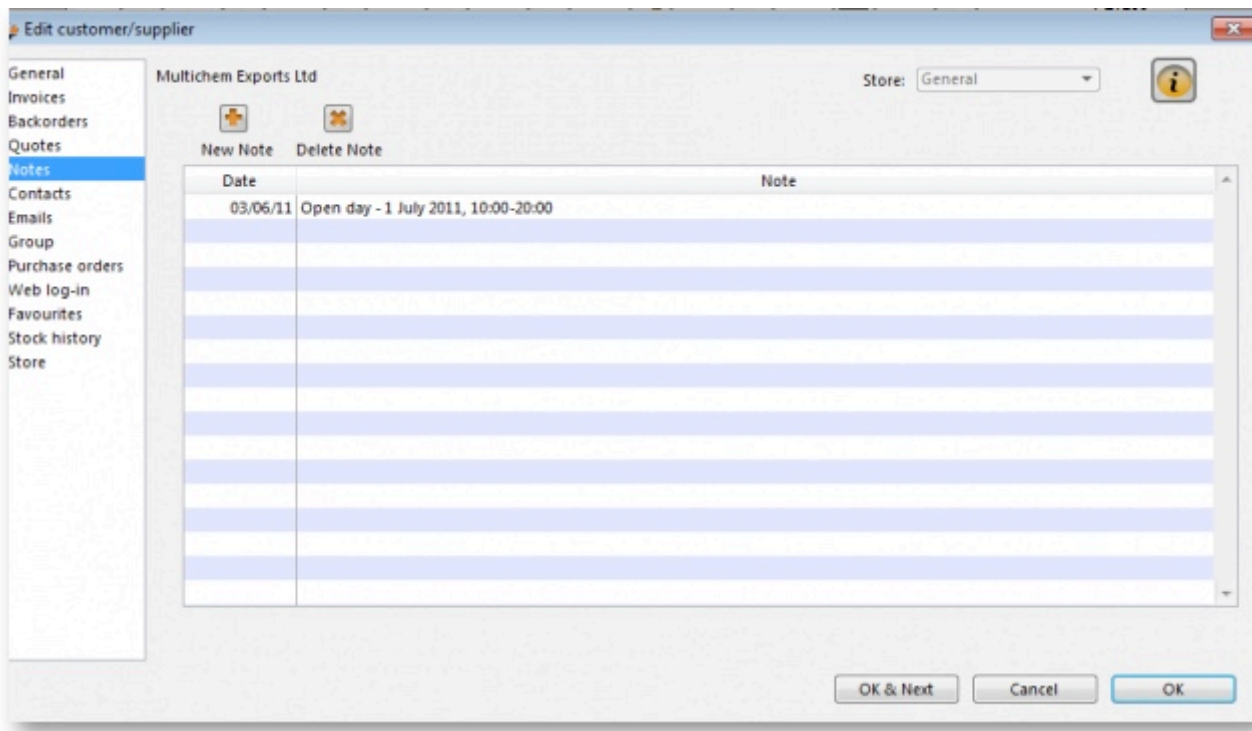 Edit customer/supplier
General
Invoices
Backorders
Quotes
Notes
Contacts
Emails
Group
Purchase orders
Web log-in
Favourites
Stock history
Store
Multichem Exports Ltd
Store: General
New Note Delete Note
Date Note
03/06/11 Open day - 1 July 2011, 10:00-20:00
OK & Next Cancel OK